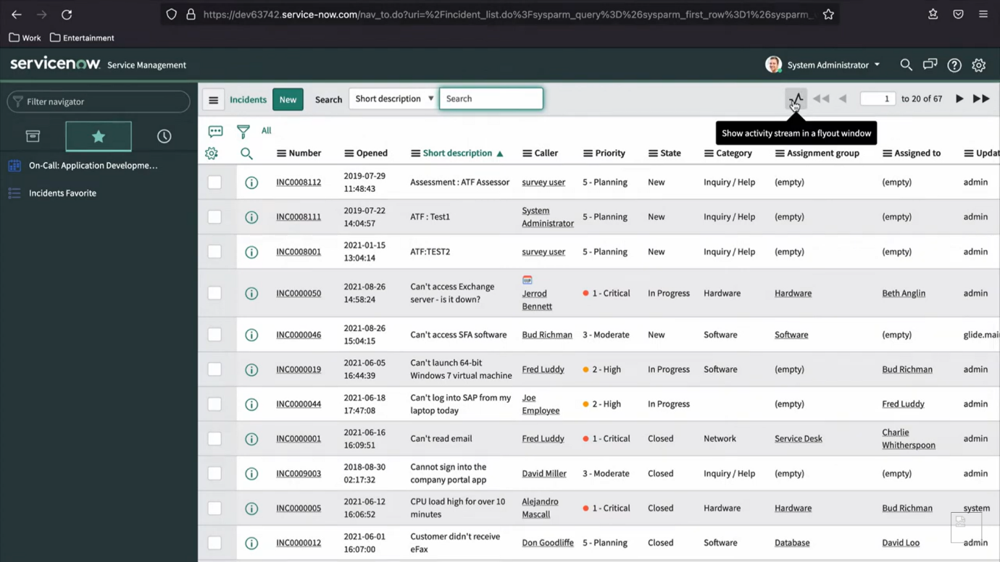 https://dev63742.service-now.com/nav_to.do?uri=%2Fincident_list.do%3Fsysparm_query%3D%26sysparm_first_row%3D1%26sysparm_
Work Entertainment
servicenow Service Management System Administrator
Filter navigator
On-Call: Application Developme...
Incidents Favorite
Incidents New Search Short description Search 1 to 20 of 67
Show activity stream in a flyout window
All
Number Opened Short description Caller Priority State Category Assignment group Assigned to Updat
INC0008112 2019-07-29 11:48:43 Assessment : ATF Assessor survey user 5 - Planning New Inquiry / Help (empty) (empty) admin
INC0008111 2019-07-22 14:04:57 ATF : Test1 System Administrator 5 - Planning New Inquiry / Help (empty) (empty) admin
INC0008001 2021-01-15 13:04:14 ATF:TEST2 survey user 5 - Planning New Inquiry / Help (empty) (empty) admin
INC0000050 2021-08-26 14:58:24 Can't access Exchange server - is it down? Jerrod Bennett 1 - Critical In Progress Hardware Hardware Beth Anglin admin
INC0000046 2021-08-26 15:04:15 Can't access SFA software Bud Richman 3 - Moderate New Software Software (empty) glide.mai
INC0000019 2021-06-05 16:44:39 Can't launch 64-bit Windows 7 virtual machine Fred Luddy 2 - High In Progress Software (empty) Bud Richman admin
INC0000044 2021-06-18 17:47:08 Can't log into SAP from my laptop today Joe Employee 2 - High In Progress (empty) Fred Luddy admin
INC0000001 2021-06-16 16:09:51 Can't read email Fred Luddy 1 - Critical Closed Network Service Desk Charlie Whitherspoon admin
INC0009003 2018-08-30 02:17:32 Cannot sign into the company portal app David Miller 3 - Moderate Closed Inquiry / Help (empty) (empty) admin
INC0000005 2021-06-12 16:06:52 CPU load high for over 10 minutes Alejandro Mascall 1 - Critical Closed Hardware Hardware Bud Richman system
INC0000012 2021-06-01 16:07:00 Customer didn't receive eFax Don Goodliffe 5 - Planning Closed Software Database David Loo admin